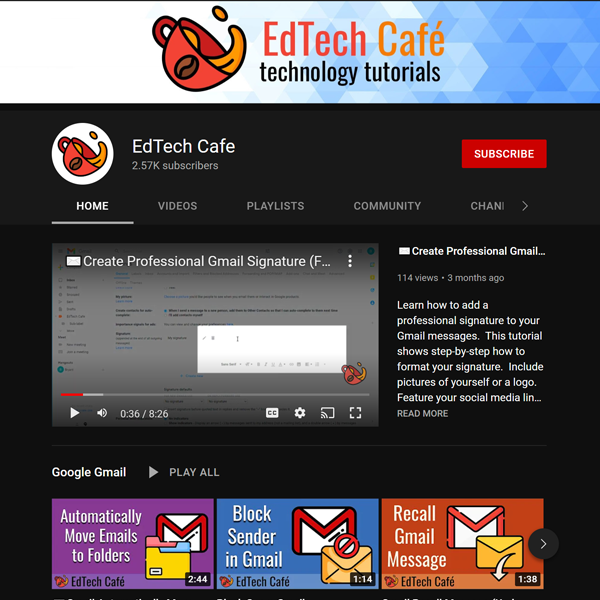 EdTech Café
technology tutorials
EdTech Cafe
2.57K subscribers
SUBSCRIBE
HOME
VIDEOS
PLAYLISTS
COMMUNITY
CHAN
Create Professional Gmail Signature (F...
0:36 / 8:26
CC
Create Professional Gmail...
114 views • 3 months ago
Learn how to add a
professional signature to your
Gmail messages. This tutorial
shows step-by-step how to
format your signature. Include
pictures of yourself or a logo.
Feature your social media lin...
READ MORE
Google Gmail
PLAY ALL
Automatically
Move Emails
to Folders
EdTech Café
2:44
Block
Sender
in Gmail
EdTech Café
1:14
Recall
Gmail
Message
EdTech Café
1:38